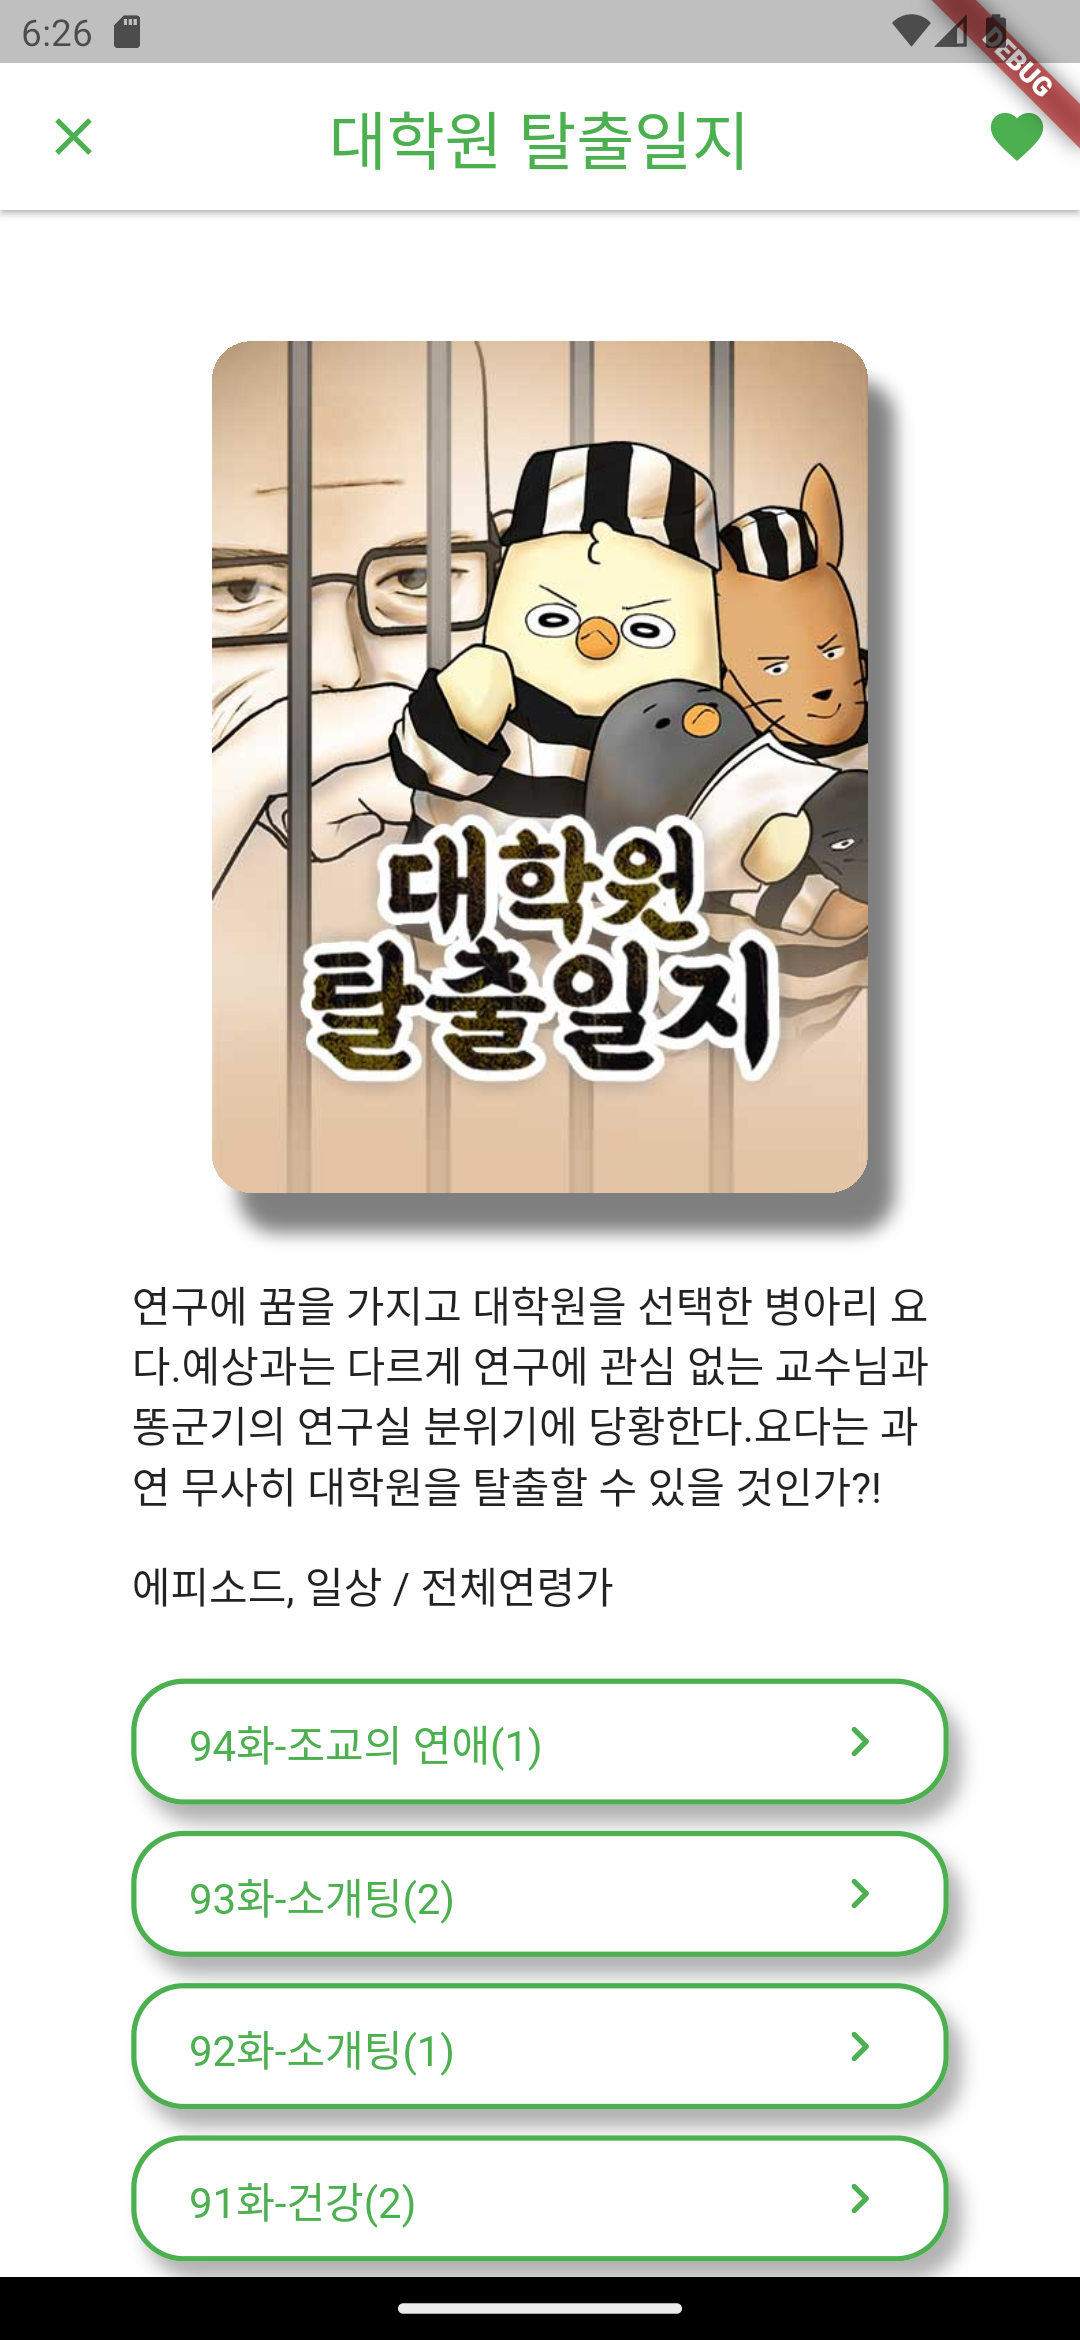 6:26
DEBUG
대학원 탈출일지
대학원
탈출일지
연구에 꿈을 가지고 대학원을 선택한 병아리 요
다.예상과는 다르게 연구에 관심 없는 교수님과
똥군기의 연구실 분위기에 당황한다.요다는 과
연 무사히 대학원을 탈출할 수 있을 것인가?!
에피소드, 일상 / 전체연령가
94화-조교의 연애(1)
93화-소개팅(2)
92화-소개팅(1)
91화-건강(2)